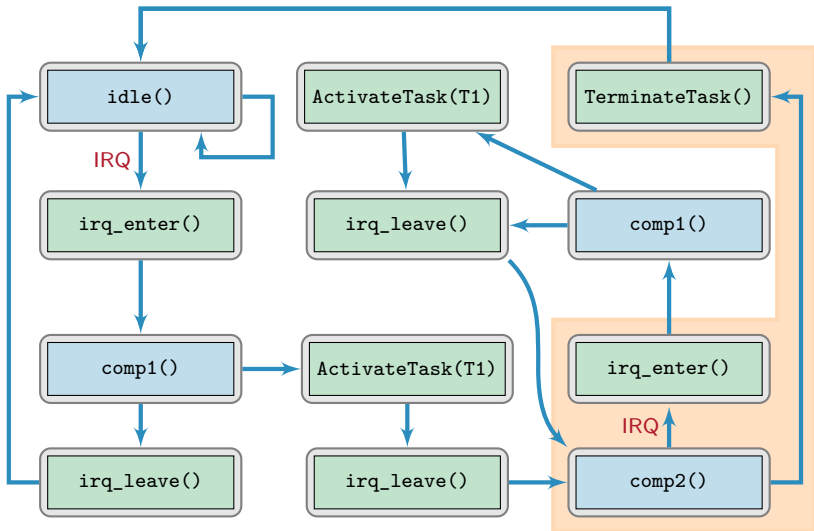 idle()
ActivateTask(T1)
TerminateTask()
IRQ
irq_enter()
irq_leave()
comp1()
comp1()
ActivateTask(T1)
irq_enter()
IRQ
irq_leave()
irq_leave()
comp2()